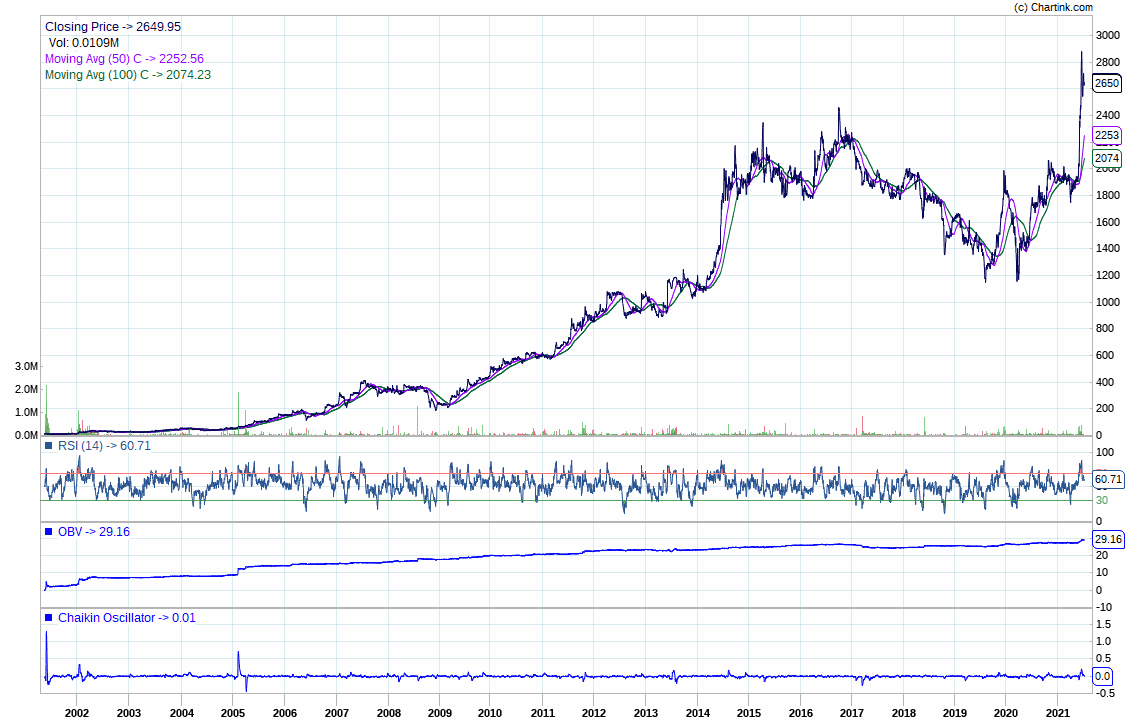 (c) Chartink.com
Closing Price -> 2649.95
Vol: 0.0109M
Moving Avg (50) C -> 2252.56
Moving Avg (100) C -> 2074.23
3000
2800
2650
2400
2253
2074
2000
1800
1600
1400
1200
1000
800
600
400
200
0
3.0M
2.0M
1.0M
0.0M
RSI (14) -> 60.71
100
60.71
30
0
OBV -> 29.16
29.16
20
10
0
-10
Chaikin Oscillator -> 0.01
1.5
1.0
0.5
0.0
-0.5
2002 2003 2004 2005 2006 2007 2008 2009 2010 2011 2012 2013 2014 2015 2016 2017 2018 2019 2020 2021